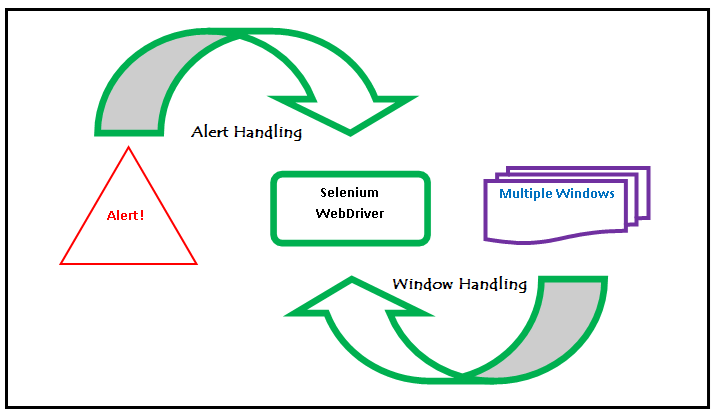 Alert Handling
Alert!
Selenium
WebDriver
Multiple Windows
Window Handling